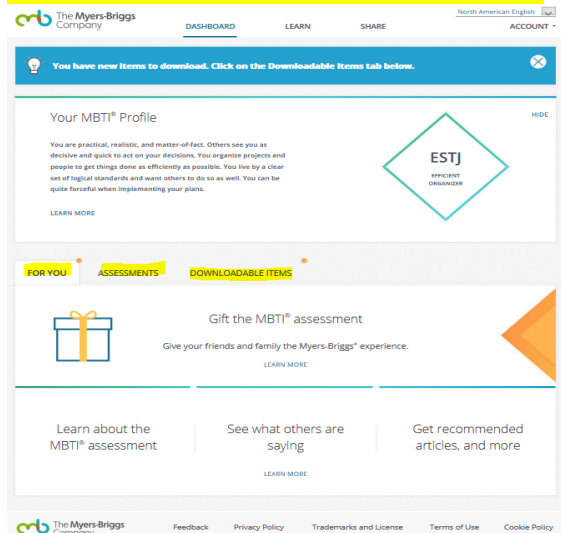 The Myers-Briggs Company
DASHBOARD LEARN SHARE
North American English
ACCOUNT
You have new items to download. Click on the Downloadable Items tab below.
Your MBTI® Profile
HIDE
You are practical, realistic, and matter-of-fact. Others see you as
decisive and quick to act on your decisions. You organize projects and
people to get things done as efficiently as possible. You live by a clear
set of logical standards and want others to do so as well. You can be
quite forceful when implementing your plans.
LEARN MORE
ESTJ
EFFICIENT
ORGANIZER
FOR YOU ASSESSMENTS DOWNLOADABLE ITEMS
Gift the MBTI® assessment
Give your friends and family the Myers-Briggs® experience.
LEARN MORE
Learn about the
MBTI® assessment
See what others are
saying
LEARN MORE
Get recommended
articles, and more
The Myers-Briggs
Company
Feedback Privacy Policy Trademarks and License Terms of Use Cookie Policy